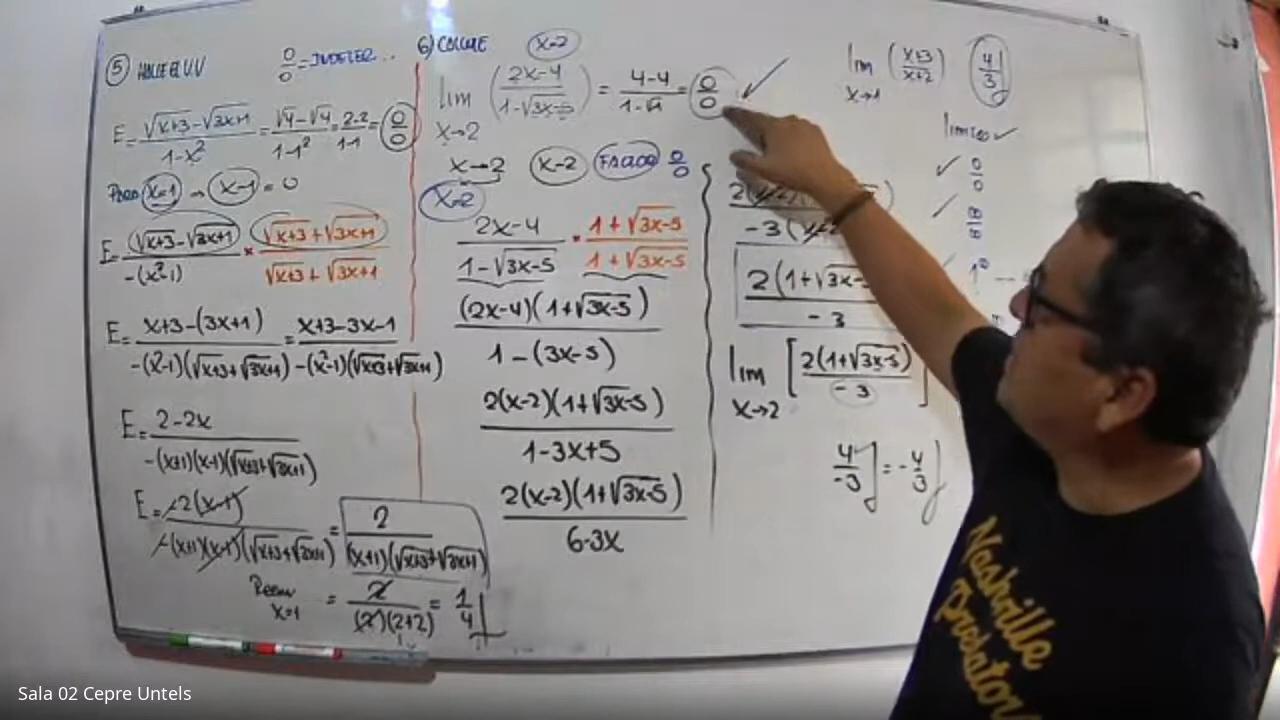 5 HALLE EL V.V
0/0 = INDETER...
E = (√(x+3) - √(3x+1))/(1-x²) = (√4 - √4)/(1-1²) = (2-2)/(1-1) = 0/0
PARA x=1 → x-1 = 0
E = (√(x+3) - √(3x+1))/(-(x²-1)) × (√(x+3) + √(3x+1))/(√(x+3) + √(3x+1))
E = (x+3-(3x+1))/(-(x²-1)(√(x+3)+√(3x+1))) = (x+3-3x-1)/(-(x²-1)(√(x+3)+√(3x+1)))
E = (2-2x)/(-(x+1)(x-1)(√(x+3)+√(3x+1)))
E = -2(x-1)/(-(x+1)(x-1)(√(x+3)+√(3x+1))) = 2/((x+1)(√(x+3)+√(3x+1)))
x=1 = 2/((2)(2+2)) = 1/4
6) CALCULE x=2
lim x→2 ((2x-4)/(1-√(3x-5))) = (4-4)/(1-√1) = 0/0 ✓
x→2 x-2 FACTOR 0/0
x=2
(2x-4)/(1-√(3x-5)) • (1+√(3x-5))/(1+√(3x-5))
(2x-4)(1+√(3x-5))/(1-(3x-5))
2(x-2)(1+√(3x-5))/(1-3x+5)
2(x-2)(1+√(3x-5))/(6-3x)
2(1+√(3x-5))/-3
lim x→2 [2(1+√(3x-5))/-3]
4/-3 = -4/3
lim x→1 ((x+3)/(x+2)) 4/3
limites ✓
✓ 0/0
✓ ∞/∞
1^∞
Nashville
Predators
Sala 02 Cepre Untels